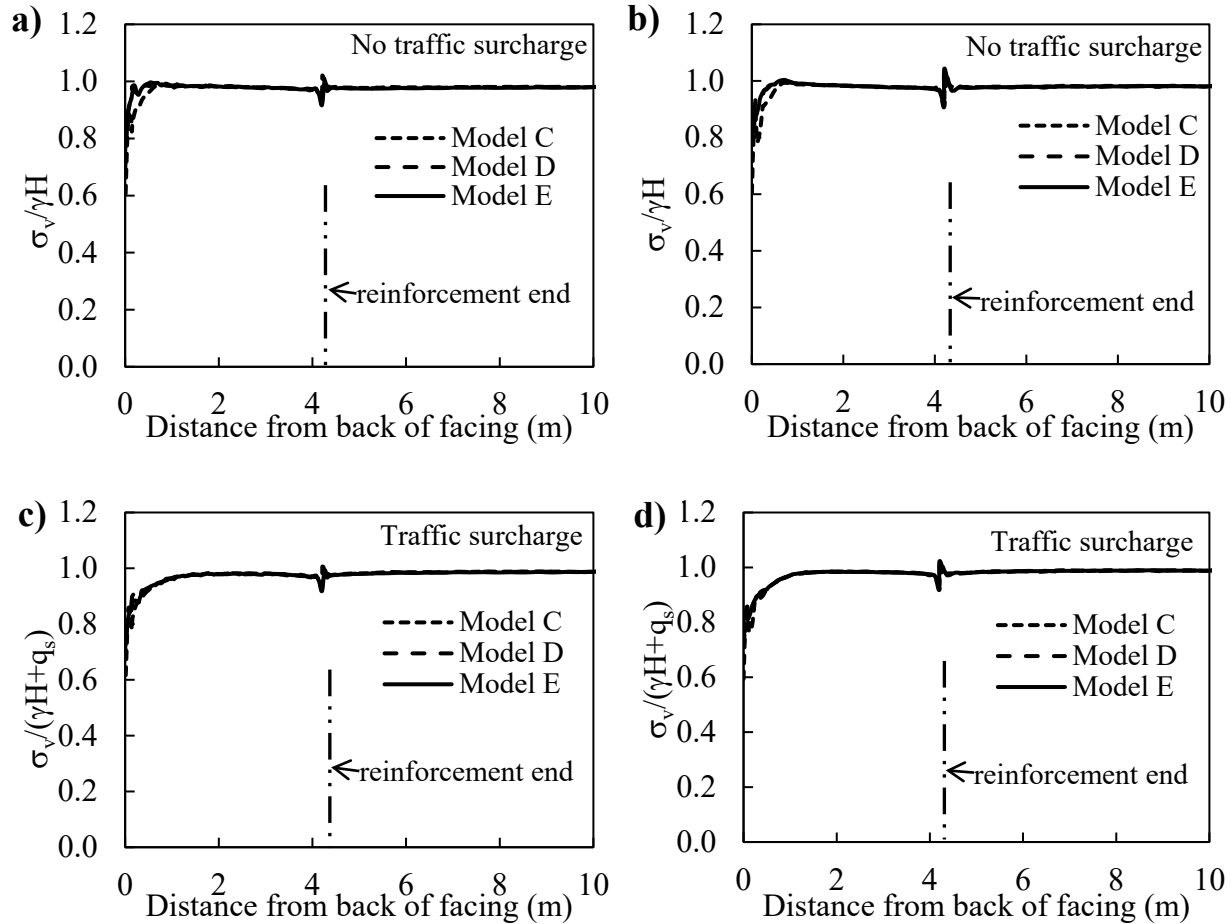 a)
1.2
1.0
0.8
0.6
0.4
0.2
0.0
σv/γH
No traffic surcharge
Model C
Model D
Model E
reinforcement end
0 2 4 6 8 10
Distance from back of facing (m)
b)
1.2
1.0
0.8
0.6
0.4
0.2
0.0
σv/γH
No traffic surcharge
Model C
Model D
Model E
reinforcement end
0 2 4 6 8 10
Distance from back of facing (m)
c)
1.2
1.0
0.8
0.6
0.4
0.2
0.0
σv/(γH+qs)
Traffic surcharge
Model C
Model D
Model E
reinforcement end
0 2 4 6 8 10
Distance from back of facing (m)
d)
1.2
1.0
0.8
0.6
0.4
0.2
0.0
σv/(γH+qs)
Traffic surcharge
Model C
Model D
Model E
reinforcement end
0 2 4 6 8 10
Distance from back of facing (m)